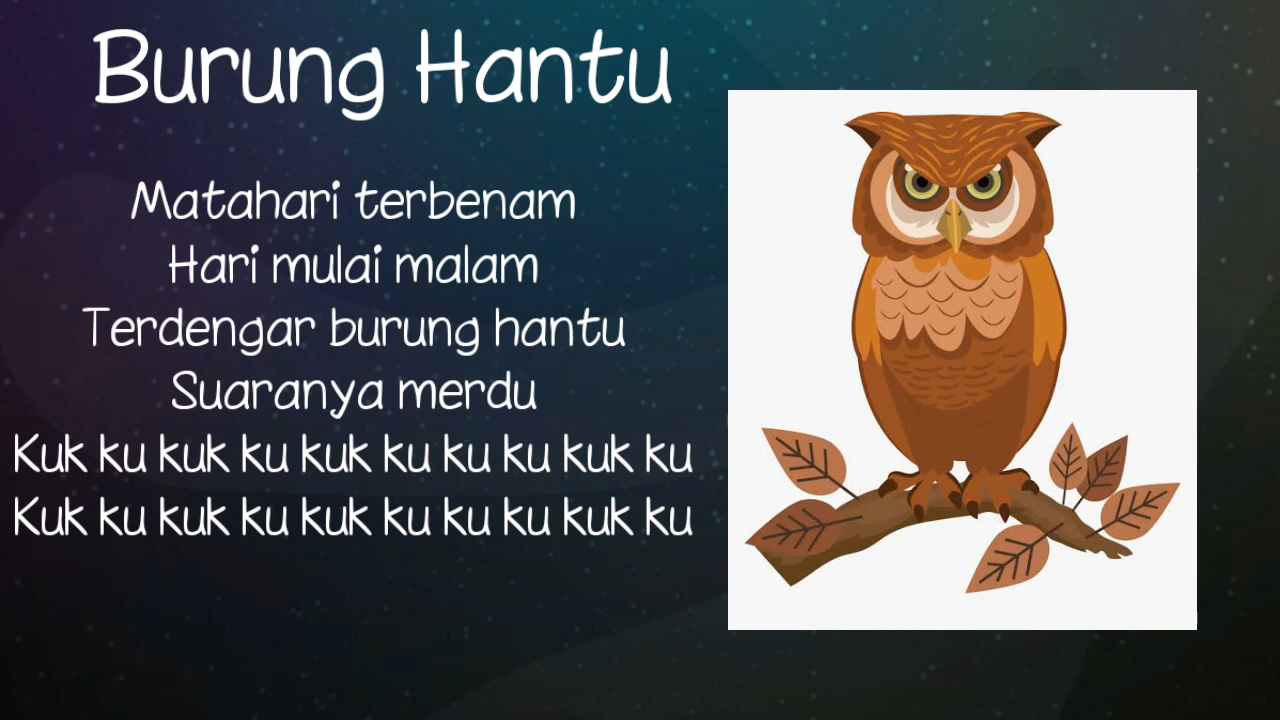 Burung Hantu
Matahari terbenam
Hari mulai malam
Terdengar burung hantu
Suaranya merdu
Kuk ku kuk ku kuk ku ku ku kuk ku
Kuk ku kuk ku kuk ku ku ku kuk ku